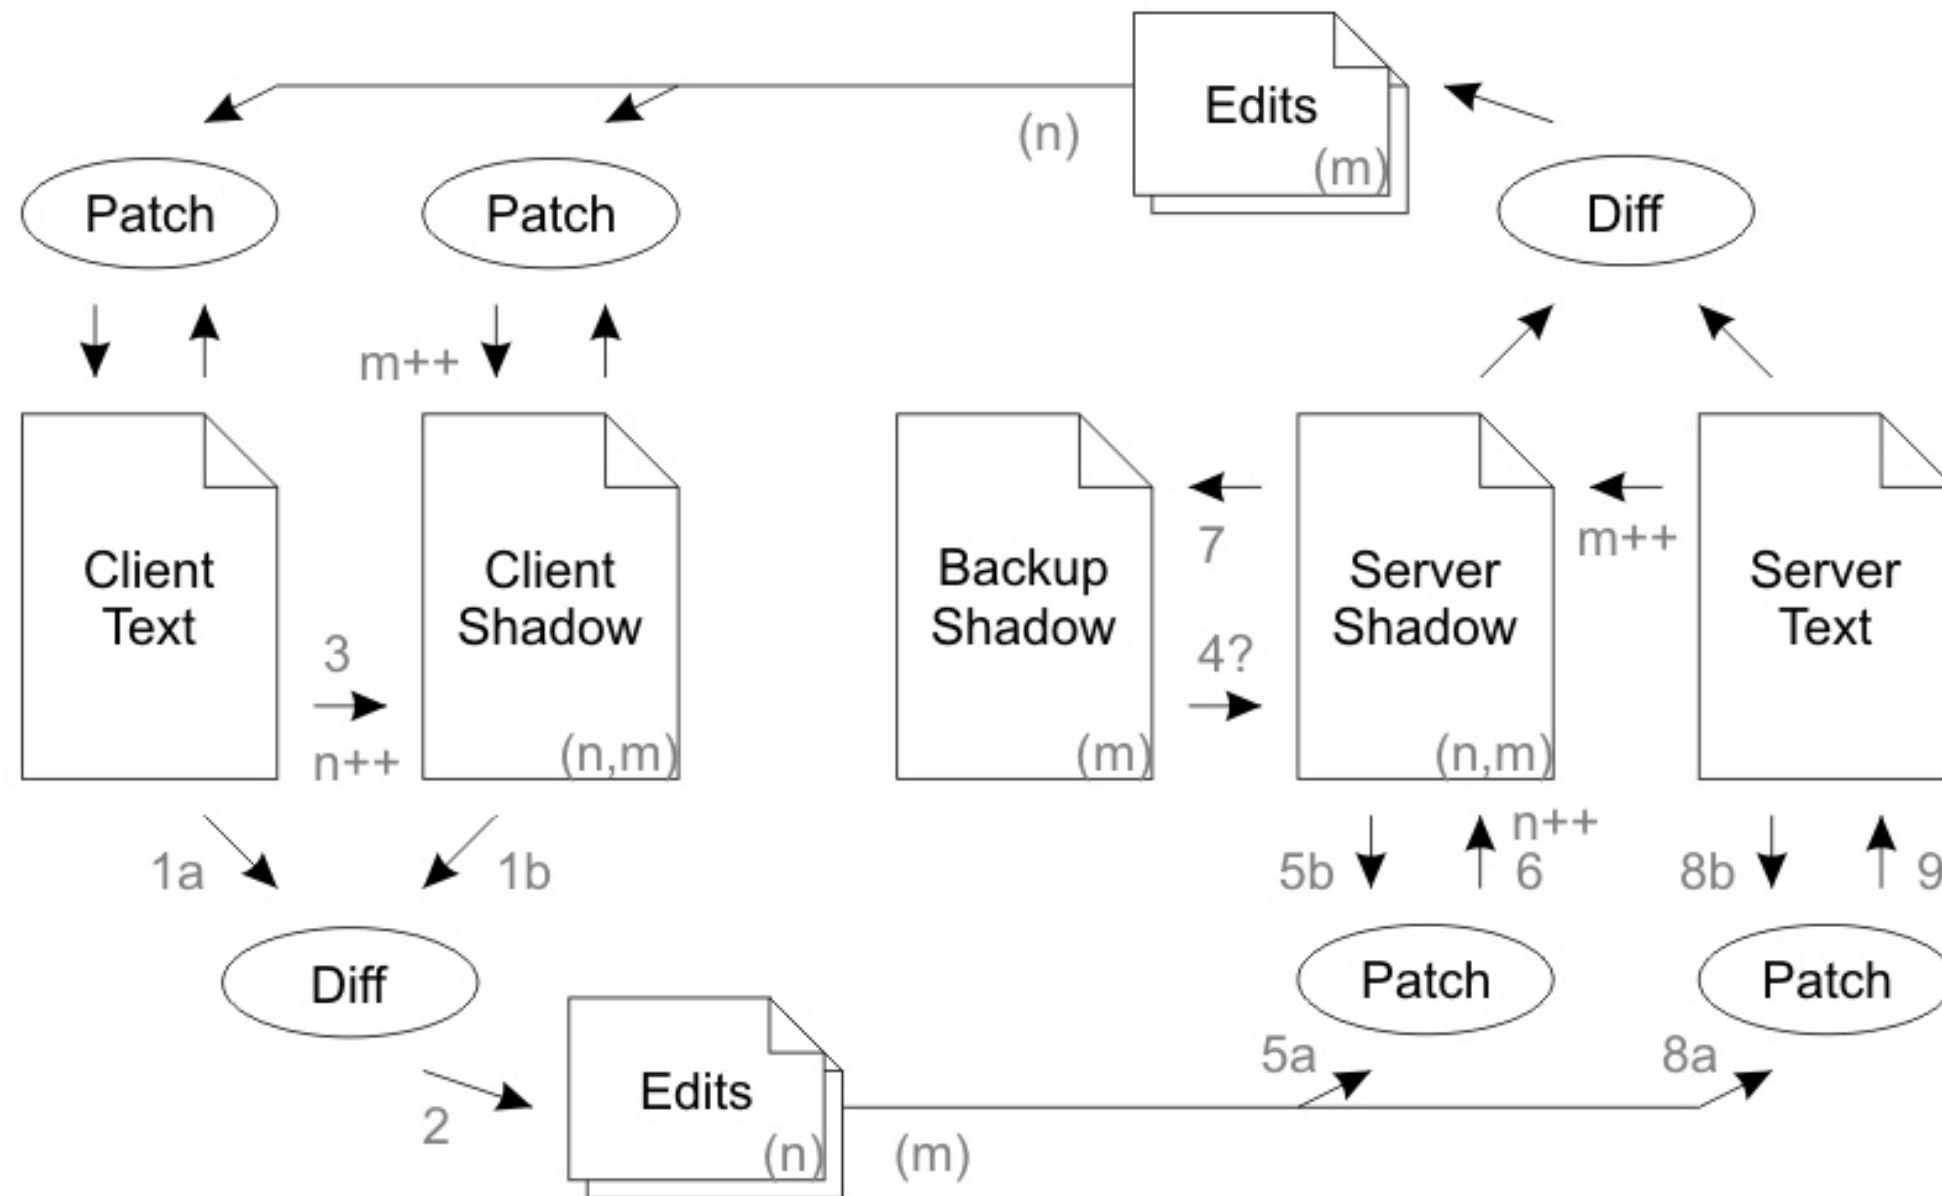 Edits
(n)
(m)
Patch
Patch
Diff
m++
Client
Text
Client
Shadow
Backup
Shadow
Server
Shadow
Server
Text
7
m++
3
4?
n++
(n,m)
(m)
(n,m)
n++
1a
1b
5b
6
8b
9
Diff
Patch
Patch
5a
8a
2
Edits
(n)
(m)